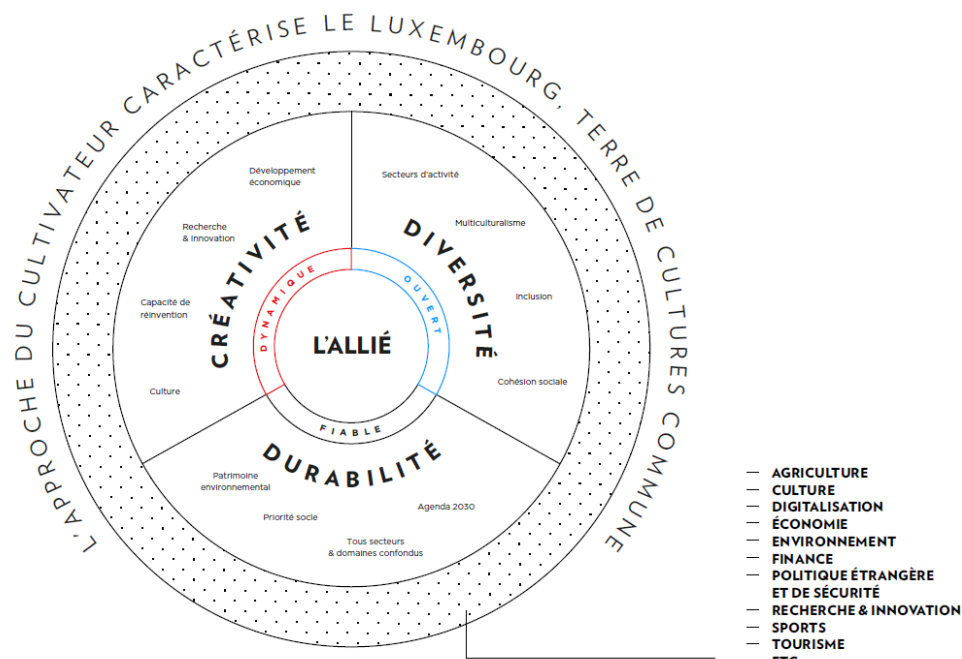 L'APPROCHE DU CULTIVATEUR CARACTÉRISE LE LUXEMBOURG, TERRE DE CULTURES COMMUNE
Développement
économique
Recherche
& innovation
Capacité de
réinvention
Culture
CRÉATIVITÉ
DYNAMIQUE
Secteurs d'activité
Multiculturalisme
Inclusion
Cohésion sociale
DIVERSITÉ
OUVERT
L'ALLIÉ
FIABLE
DURABILITÉ
Patrimoine
environnemental
Priorité socle
Agenda 2030
Tous secteurs
& domaines confondus
— AGRICULTURE
— CULTURE
— DIGITALISATION
— ÉCONOMIE
— ENVIRONNEMENT
— FINANCE
— POLITIQUE ÉTRANGÈRE
ET DE SÉCURITÉ
— RECHERCHE & INNOVATION
— SPORTS
— TOURISME